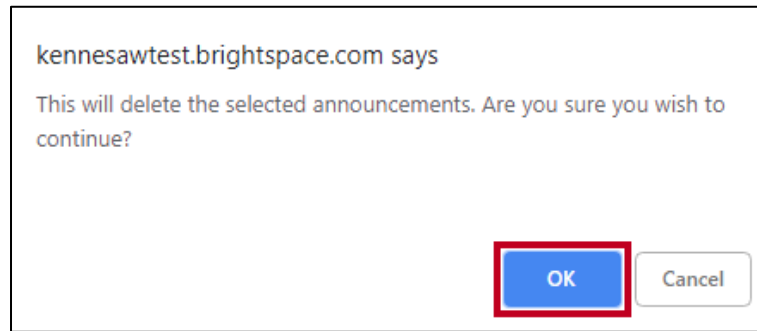 kennesawtest.brightspace.com says
This will delete the selected announcements. Are you sure you wish to
continue?
OK
Cancel